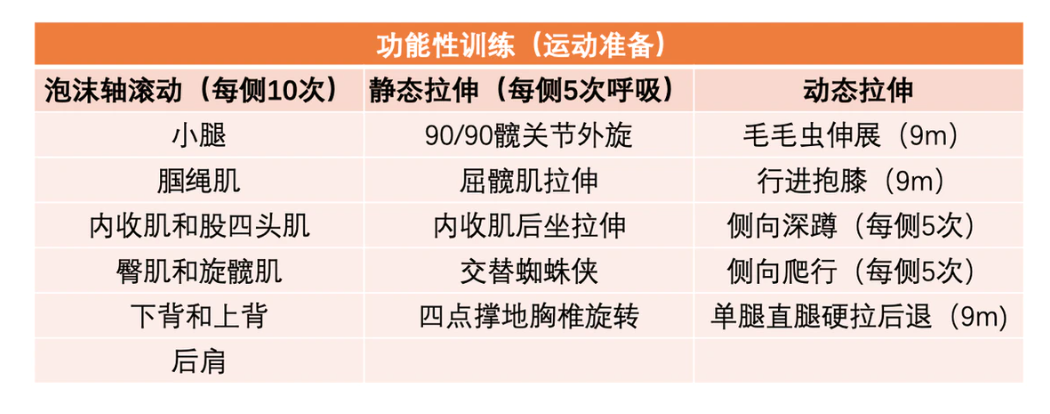 功能性训练（运动准备）
泡沫轴滚动（每侧10次） 静态拉伸（每侧5次呼吸） 动态拉伸
小腿 90/90髋关节外旋 毛毛虫伸展（9m）
腘绳肌 屈髋肌拉伸 行进抱膝（9m）
内收肌和股四头肌 内收肌后坐拉伸 侧向深蹲（每侧5次）
臀肌和旋髋肌 交替蜘蛛侠 侧向爬行（每侧5次）
下背和上背 四点撑地胸椎旋转 单腿直腿硬拉后退（9m)
后肩